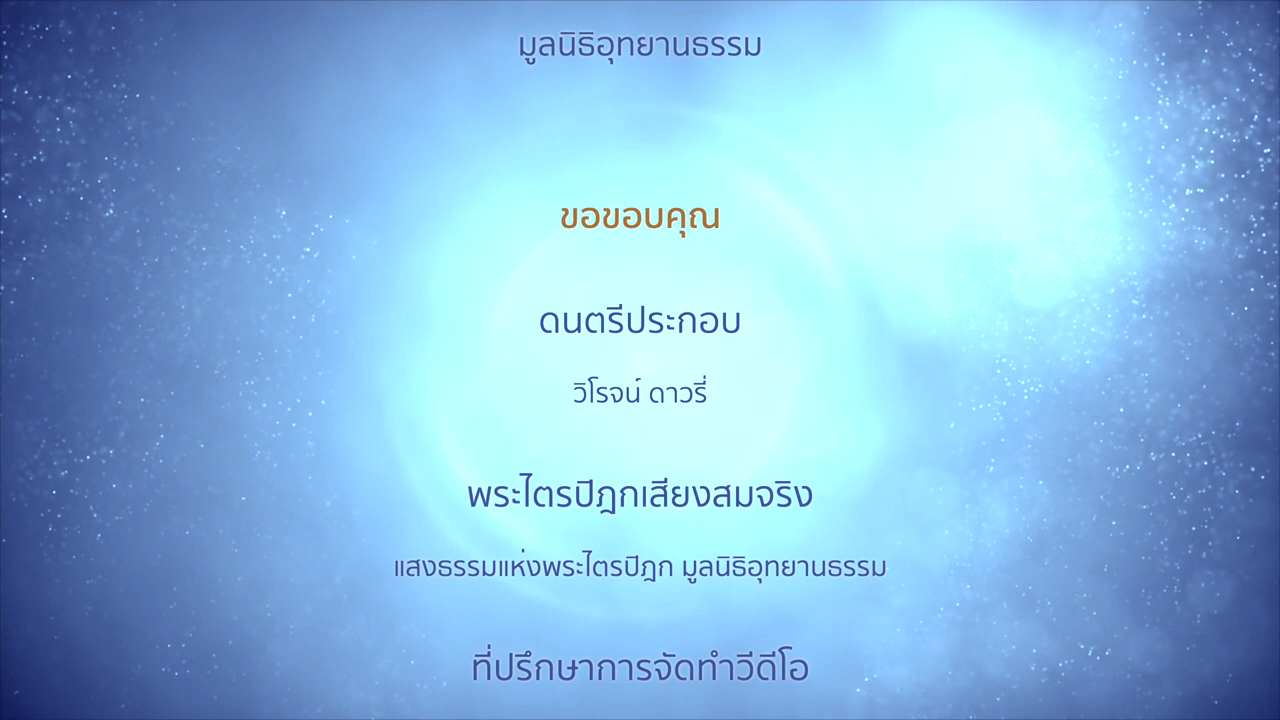 มูลนิธิอุทยานธรรม
ขอขอบคุณ
ดนตรีประกอบ
วิโรจน์ ดาวรี่
พระไตรปิฎกเสียงสมจริง
แสงธรรมแห่งพระไตรปิฎก มูลนิธิอุทยานธรรม
ที่ปรึกษาการจัดทำวีดีโอ